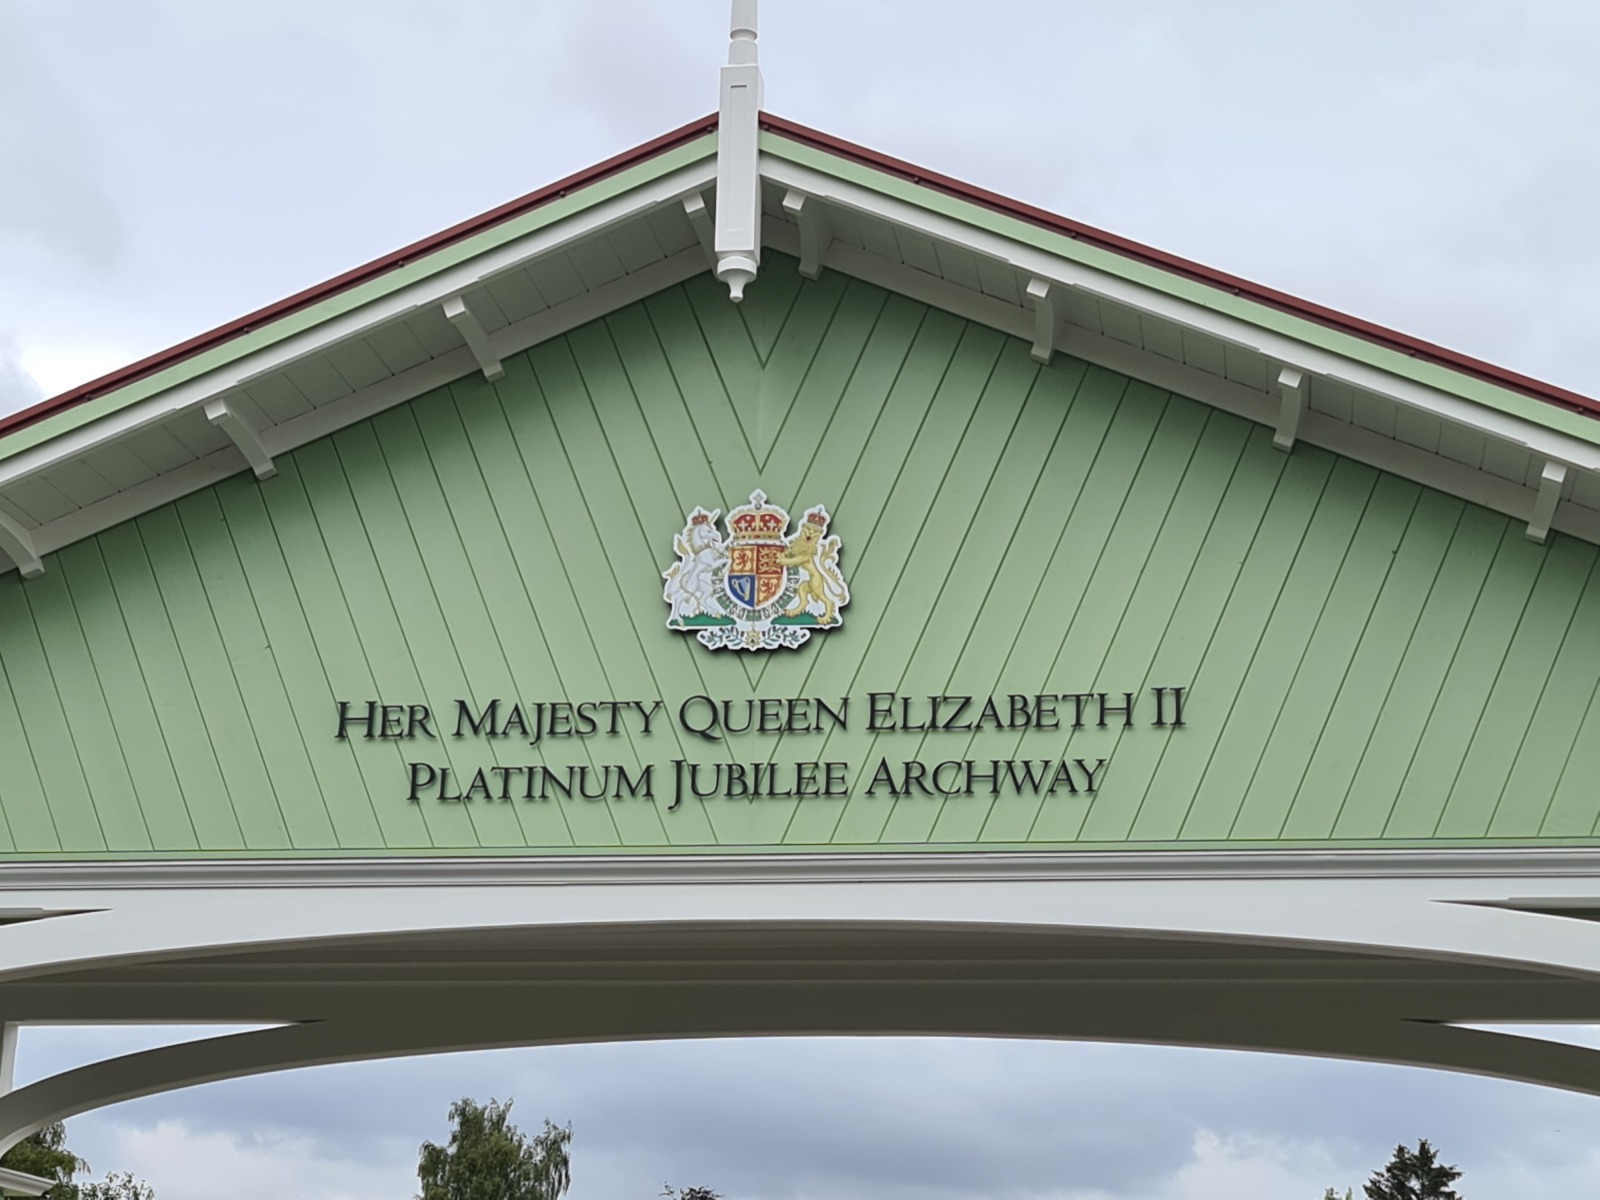 Her Majesty Queen Elizabeth II
Platinum Jubilee Archway